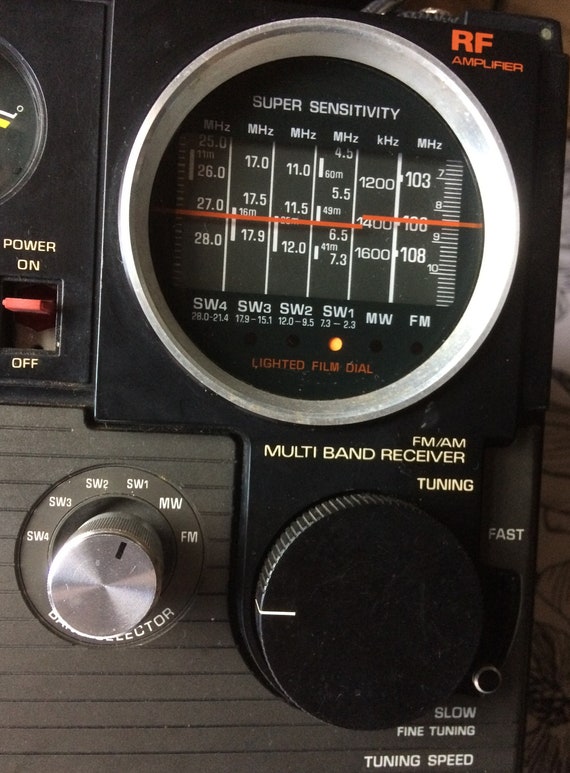 RF
AMPLIFIER
SUPER SENSITIVITY
MHz MHz MHz MHz kHz MHz
25.0 4.5 7
11m 17.0 11.0 60m 103
26.0 1200
17.5 11.5 5.5 8
27.0 16m 49m 1400 106
28.0 17.9 12.0 6.5 9
41m 1600 108
7.3 10
SW4 SW3 SW2 SW1 MW FM
28.0-21.4 17.9-15.1 12.0-9.5 7.3-2.3
LIGHTED FILM DIAL
POWER
ON
OFF
FM/AM
MULTI BAND RECEIVER
TUNING
SW4 SW3 SW2 SW1 MW FM
SELECTOR
FAST
SLOW
FINE TUNING
TUNING SPEED